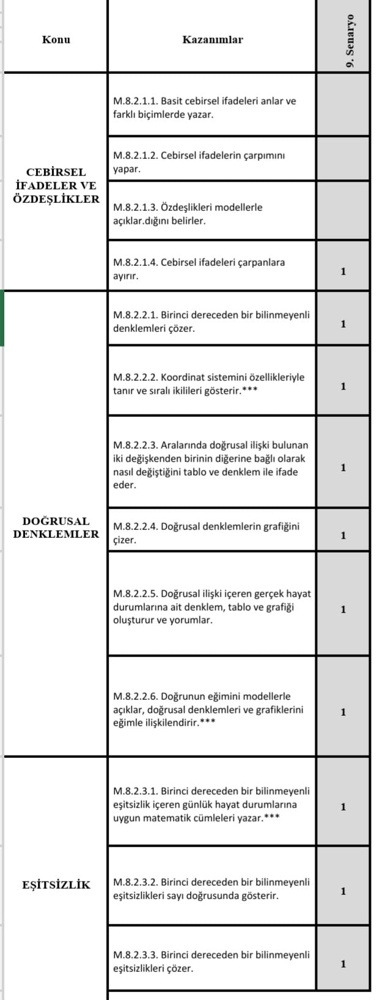 Konu
Kazanımlar
9. Senaryo
CEBİRSEL
İFADELER VE
ÖZDEŞLİKLER
M.8.2.1.1. Basit cebirsel ifadeleri anlar ve
farklı biçimlerde yazar.
M.8.2.1.2. Cebirsel ifadelerin çarpımını
yapar.
M.8.2.1.3. Özdeşlikleri modellerle
açıklar.dığını belirler.
M.8.2.1.4. Cebirsel ifadeleri çarpanlara
ayırır.
1
DOĞRUSAL
DENKLEMLER
M.8.2.2.1. Birinci dereceden bir bilinmeyenli
denklemleri çözer.
1
M.8.2.2.2. Koordinat sistemini özellikleriyle
tanır ve sıralı ikilileri gösterir.***
1
M.8.2.2.3. Aralarında doğrusal ilişki bulunan
iki değişkenden birinin diğerine bağlı olarak
nasıl değiştiğini tablo ve denklem ile ifade
eder.
1
M.8.2.2.4. Doğrusal denklemlerin grafiğini
çizer.
1
M.8.2.2.5. Doğrusal ilişki içeren gerçek hayat
durumlarına ait denklem, tablo ve grafiği
oluşturur ve yorumlar.
1
M.8.2.2.6. Doğrunun eğimini modellerle
açıklar, doğrusal denklemleri ve grafiklerini
eğimle ilişkilendirir.***
1
EŞİTSİZLİK
M.8.2.3.1. Birinci dereceden bir bilinmeyenli
eşitsizlik içeren günlük hayat durumlarına
uygun matematik cümleleri yazar.***
1
M.8.2.3.2. Birinci dereceden bir bilinmeyenli
eşitsizlikleri sayı doğrusunda gösterir.
1
M.8.2.3.3. Birinci dereceden bir bilinmeyenli
eşitsizlikleri çözer.
1